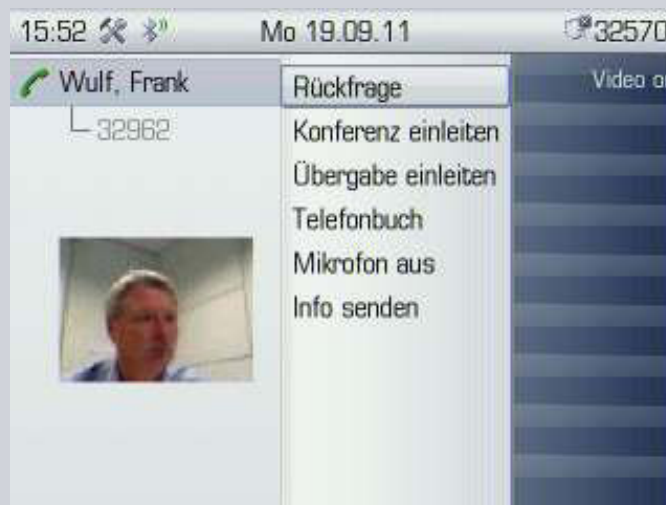 15:52 Mo 19.09.11 32570
Wulf, Frank
32962
Rückfrage
Konferenz einleiten
Übergabe einleiten
Telefonbuch
Mikrofon aus
Info senden
Video